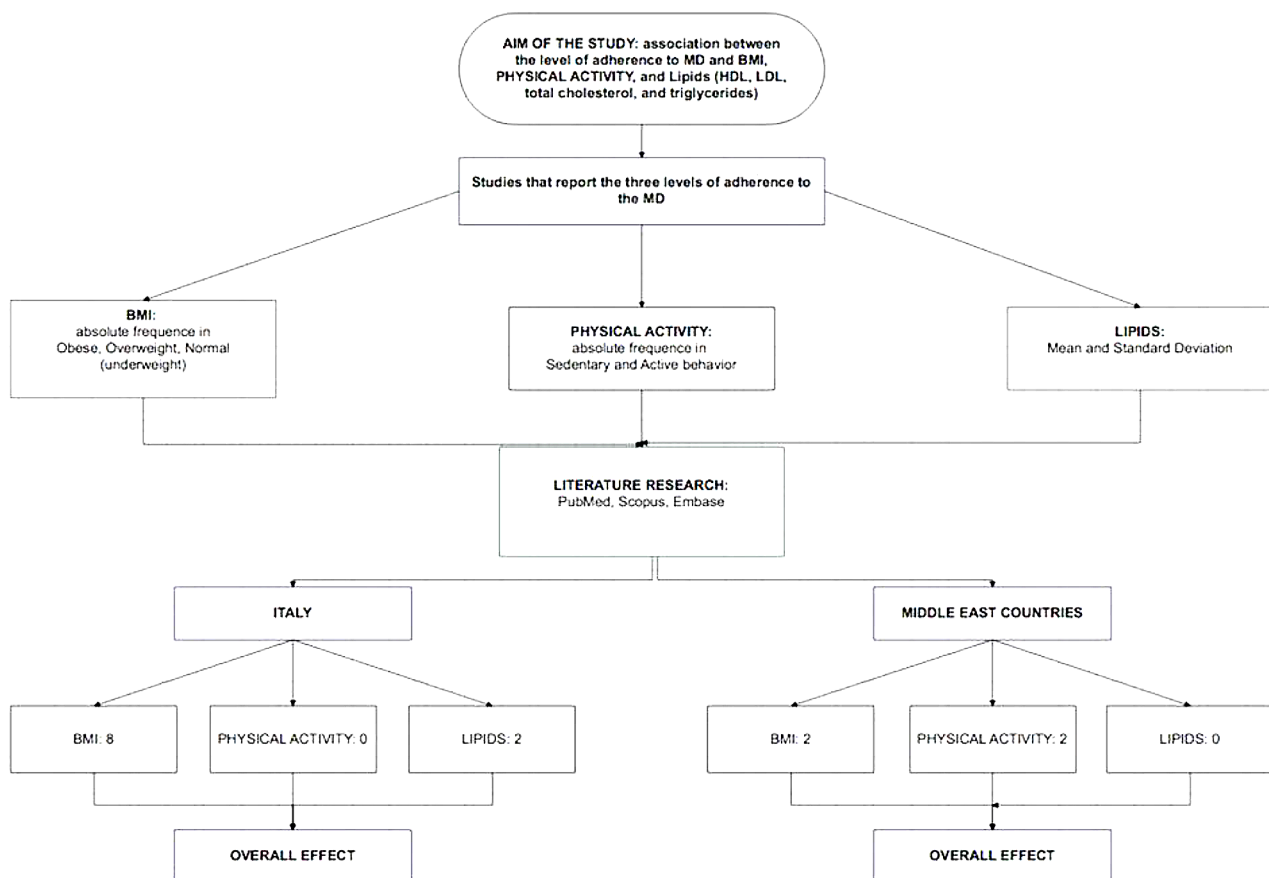 AIM OF THE STUDY: association between
the level of adherence to MD and BMI,
PHYSICAL ACTIVITY, and Lipids (HDL, LDL,
total cholesterol, and triglycerides)
Studies that report the three levels of adherence to
the MD
BMI:
absolute frequence in
Obese, Overweight, Normal
(underweight)
PHYSICAL ACTIVITY:
absolute frequence in
Sedentary and Active behavior
LIPIDS:
Mean and Standard Deviation
LITERATURE RESEARCH:
PubMed, Scopus, Embase
ITALY
MIDDLE EAST COUNTRIES
BMI: 8
PHYSICAL ACTIVITY: 0
LIPIDS: 2
BMI: 2
PHYSICAL ACTIVITY: 2
LIPIDS: 0
OVERALL EFFECT
OVERALL EFFECT